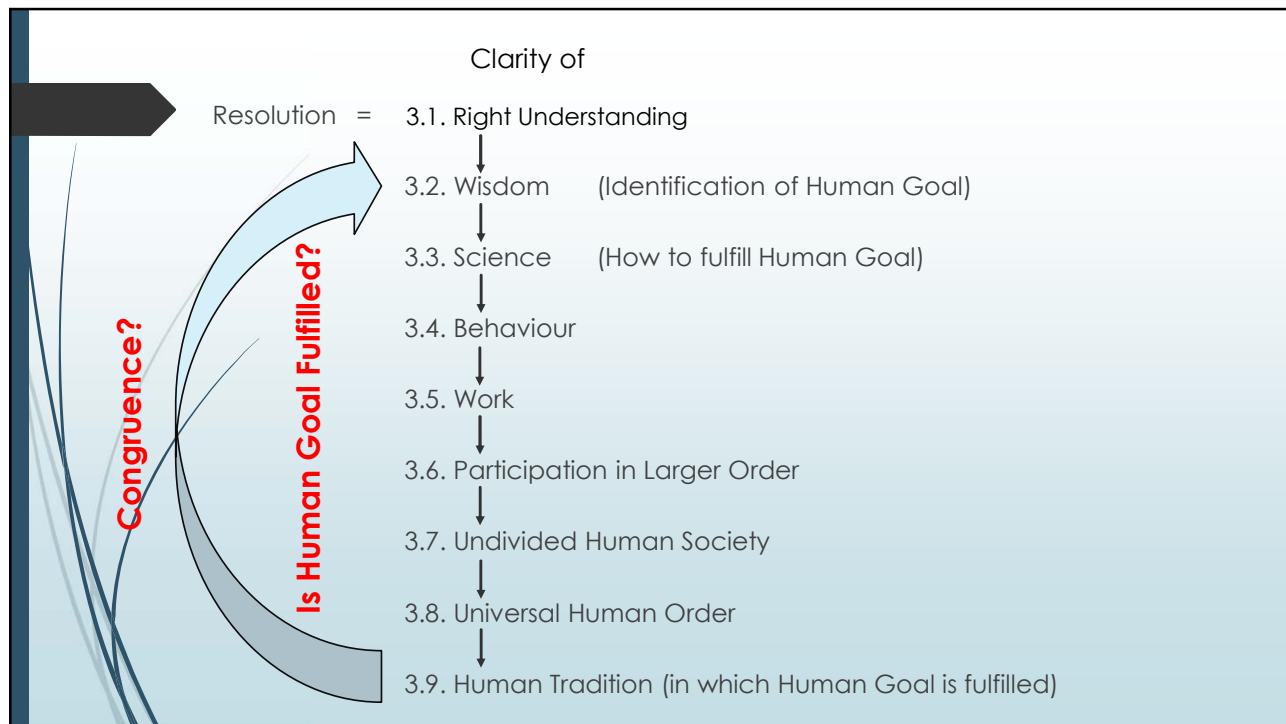 Clarity of
Resolution = 3.1. Right Understanding
3.2. Wisdom (Identification of Human Goal)
3.3. Science (How to fulfill Human Goal)
3.4. Behaviour
3.5. Work
3.6. Participation in Larger Order
3.7. Undivided Human Society
3.8. Universal Human Order
3.9. Human Tradition (in which Human Goal is fulfilled)
Congruence?
Is Human Goal Fulfilled?